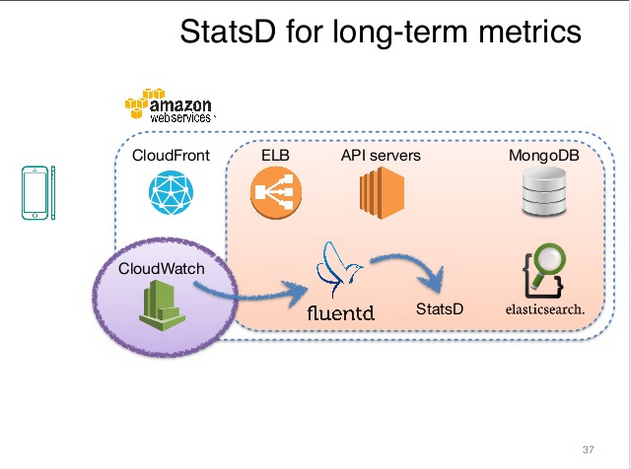 StatsD for long-term metrics
amazon
webservices
CloudFront
ELB
API servers
MongoDB
CloudWatch
fluentd
StatsD
elasticsearch.
37